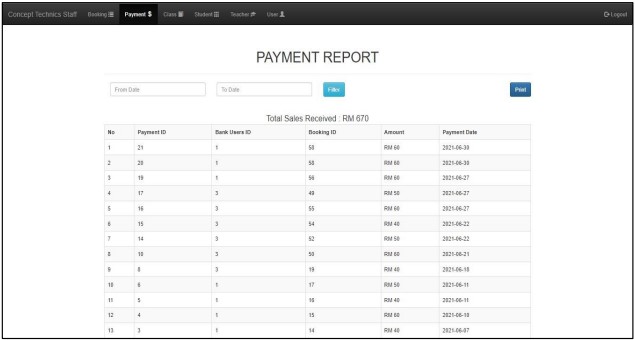 Concept Technics Staff Booking Payment $ Class Student Teacher User Logout
PAYMENT REPORT
From Date To Date Filter Print
Total Sales Received : RM 670
No Payment ID Bank Users ID Booking ID Amount Payment Date
1 21 1 58 RM 60 2021-06-30
2 20 1 58 RM 60 2021-06-30
3 19 1 56 RM 60 2021-06-27
4 17 3 49 RM 50 2021-06-27
5 16 3 55 RM 60 2021-06-27
6 15 3 54 RM 40 2021-06-22
7 14 3 52 RM 50 2021-06-22
8 10 3 50 RM 60 2021-06-21
9 8 3 19 RM 40 2021-06-18
10 6 1 17 RM 50 2021-06-11
11 5 1 18 RM 40 2021-06-11
12 4 1 15 RM 60 2021-06-10
13 3 1 14 RM 40 2021-06-07